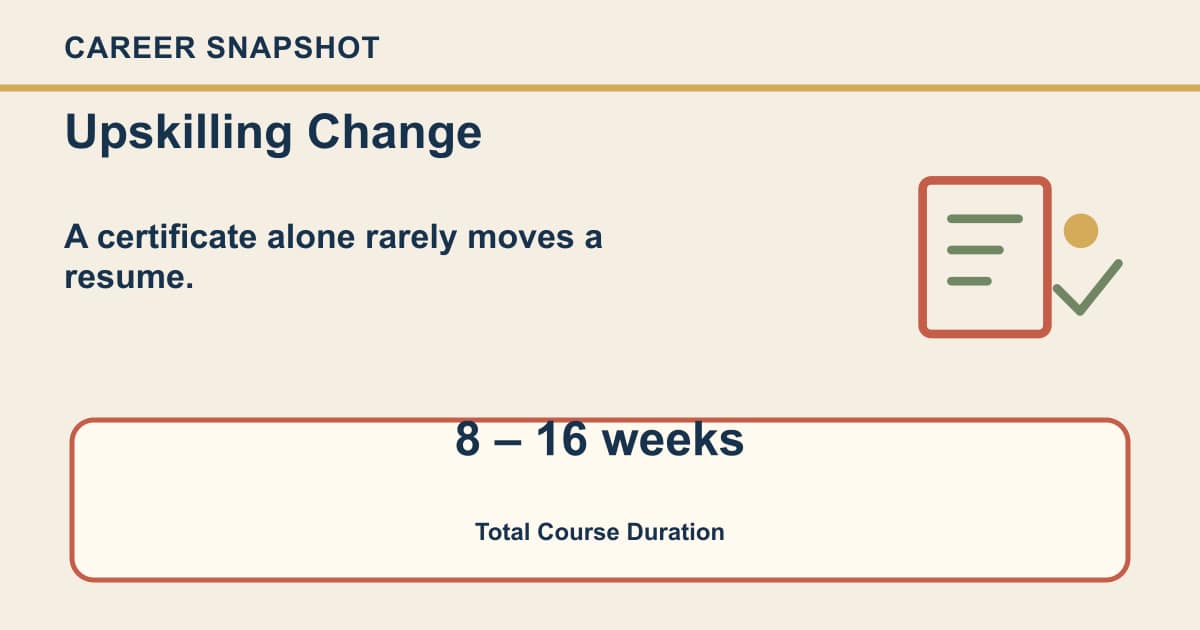 CAREER SNAPSHOT
Upskilling Change
A certificate alone rarely moves a
resume.
8 – 16 weeks
Total Course Duration